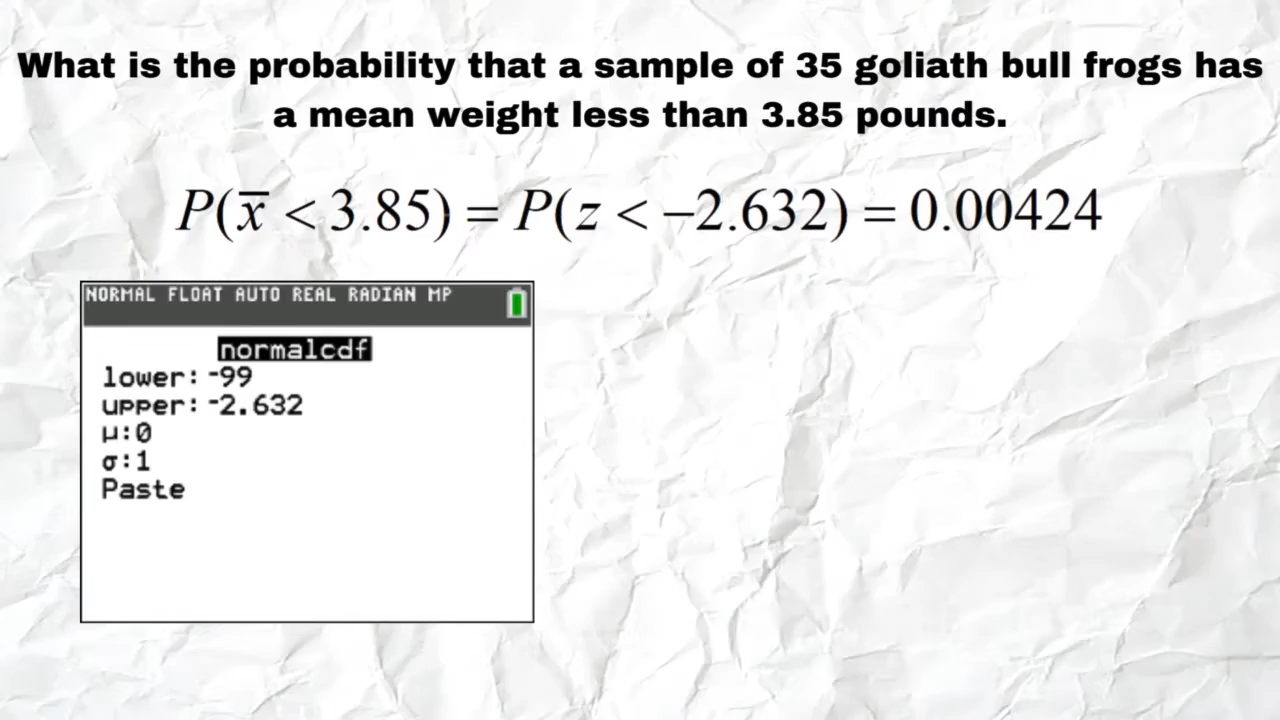 What is the probability that a sample of 35 goliath bull frogs has
a mean weight less than 3.85 pounds.
P(x̅ < 3.85) = P(z < −2.632) = 0.00424
NORMAL FLOAT AUTO REAL RADIAN MP
normalcdf
lower:-99
upper:-2.632
μ:0
σ:1
Paste